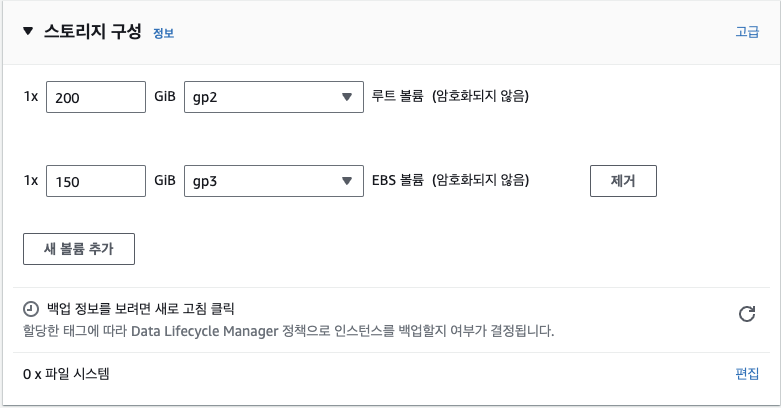 ▼ 스토리지 구성 정보 고급
1x 200 GiB gp2 루트 볼륨 (암호화되지 않음)
1x 150 GiB gp3 EBS 볼륨 (암호화되지 않음) 제거
새 볼륨 추가
백업 정보를 보려면 새로 고침 클릭
할당한 태그에 따라 Data Lifecycle Manager 정책으로 인스턴스를 백업할지 여부가 결정됩니다.
0 x 파일 시스템 편집